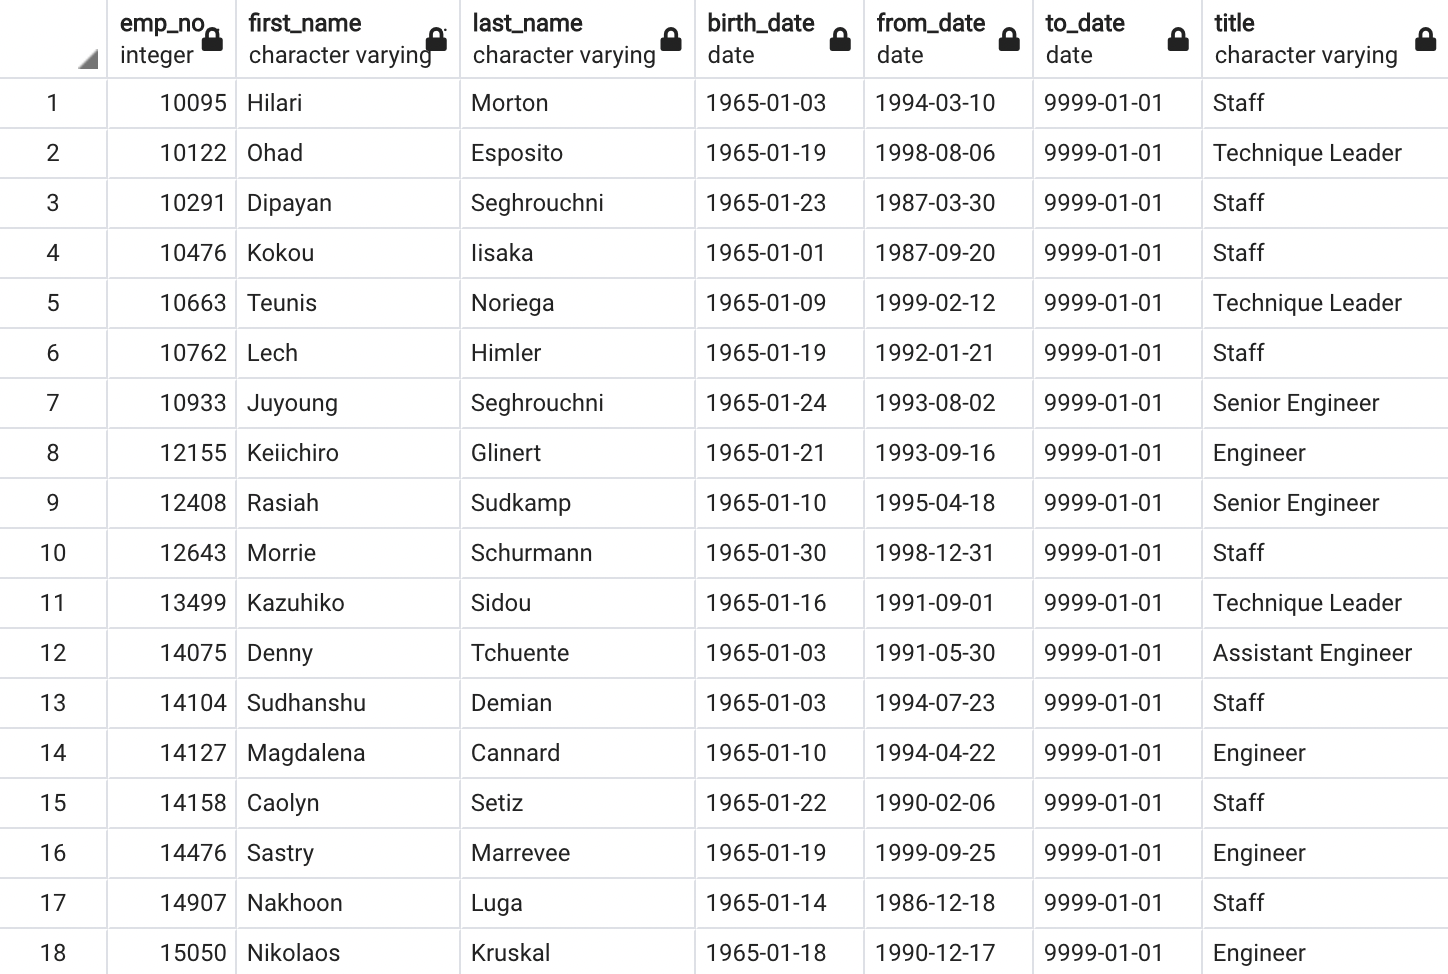 emp_no first_name last_name birth_date from_date to_date title
integer character varying character varying date date date character varying
1 10095 Hilari Morton 1965-01-03 1994-03-10 9999-01-01 Staff
2 10122 Ohad Esposito 1965-01-19 1998-08-06 9999-01-01 Technique Leader
3 10291 Dipayan Seghrouchni 1965-01-23 1987-03-30 9999-01-01 Staff
4 10476 Kokou Iisaka 1965-01-01 1987-09-20 9999-01-01 Staff
5 10663 Teunis Noriega 1965-01-09 1999-02-12 9999-01-01 Technique Leader
6 10762 Lech Himler 1965-01-19 1992-01-21 9999-01-01 Staff
7 10933 Juyoung Seghrouchni 1965-01-24 1993-08-02 9999-01-01 Senior Engineer
8 12155 Keiichiro Glinert 1965-01-21 1993-09-16 9999-01-01 Engineer
9 12408 Rasiah Sudkamp 1965-01-10 1995-04-18 9999-01-01 Senior Engineer
10 12643 Morrie Schurmann 1965-01-30 1998-12-31 9999-01-01 Staff
11 13499 Kazuhiko Sidou 1965-01-16 1991-09-01 9999-01-01 Technique Leader
12 14075 Denny Tchuente 1965-01-03 1991-05-30 9999-01-01 Assistant Engineer
13 14104 Sudhanshu Demian 1965-01-03 1994-07-23 9999-01-01 Staff
14 14127 Magdalena Cannard 1965-01-10 1994-04-22 9999-01-01 Engineer
15 14158 Caolyn Setiz 1965-01-22 1990-02-06 9999-01-01 Staff
16 14476 Sastry Marrevee 1965-01-19 1999-09-25 9999-01-01 Engineer
17 14907 Nakhoon Luga 1965-01-14 1986-12-18 9999-01-01 Staff
18 15050 Nikolaos Kruskal 1965-01-18 1990-12-17 9999-01-01 Engineer